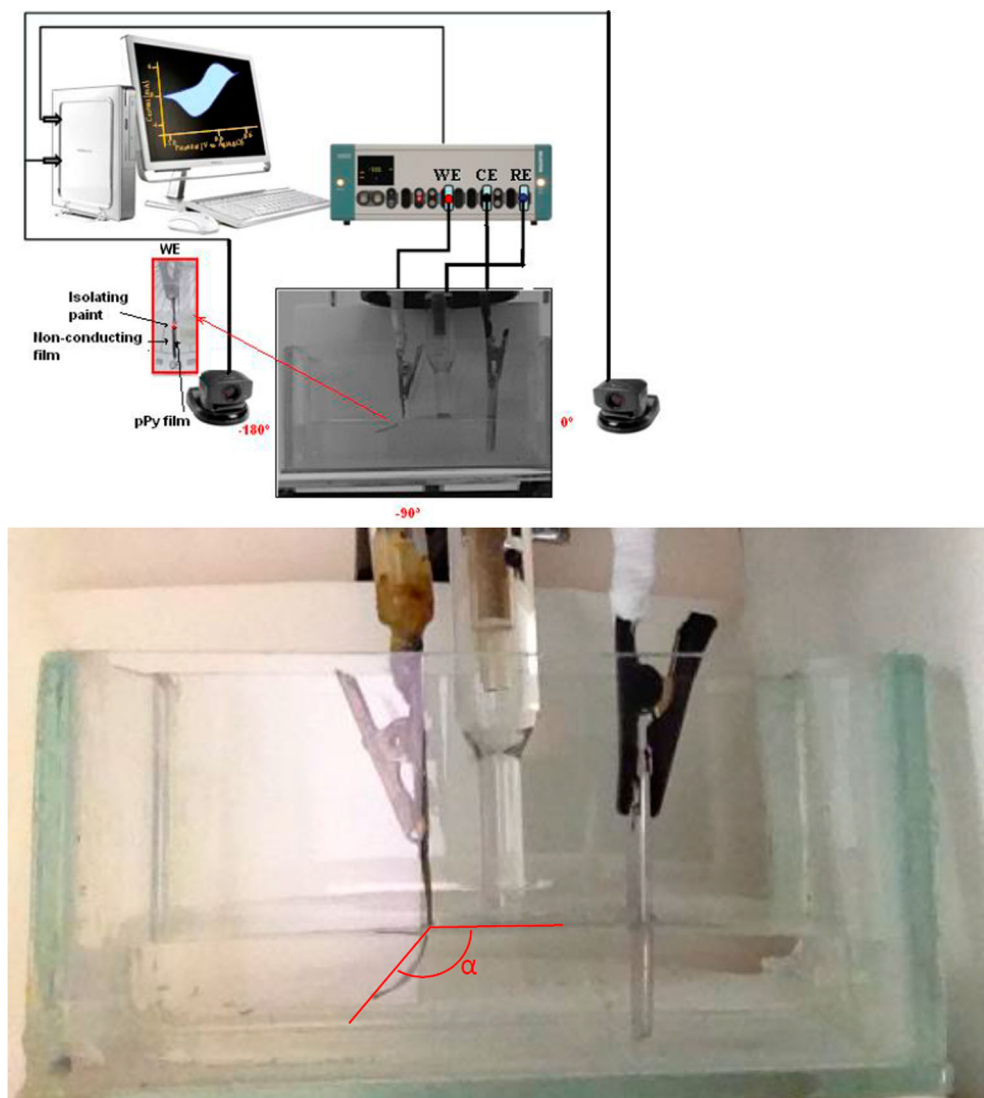 WE CE RE
WE
Isolating
paint
Non-conducting
film
pPy film
-180°
0°
-90°
α